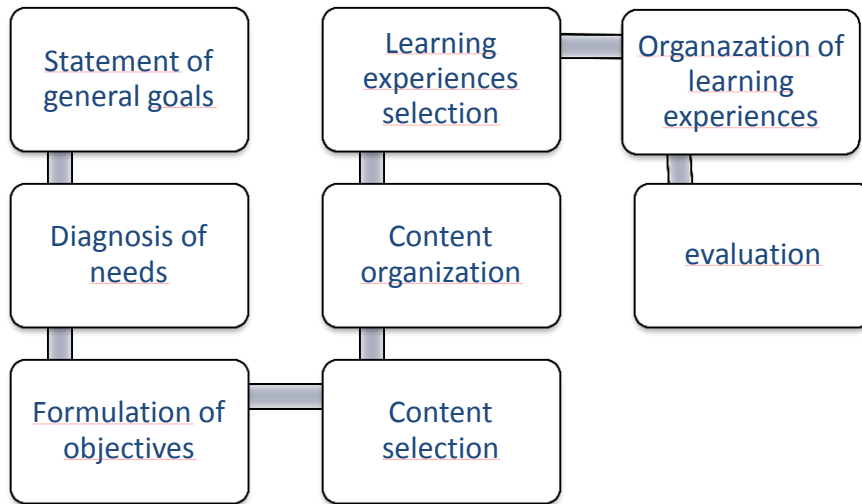 Statement of
general goals
Diagnosis of
needs
Formulation of
objectives
Content
selection
Content
organization
Learning
experiences
selection
Organazation of
learning
experiences
evaluation